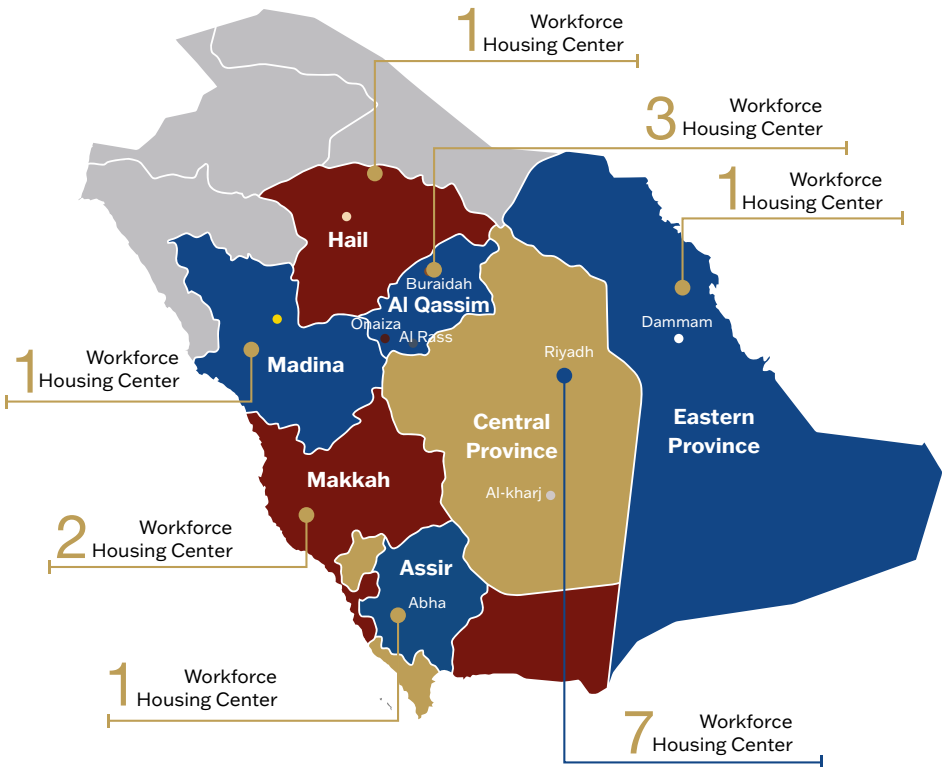 1 Workforce
Housing Center
3 Workforce
Housing Center
1 Workforce
Housing Center
Hail
Buraidah
Al Qassim
Onaiza
Al Rass
Dammam
Riyadh
1 Workforce
Housing Center
Madina
Central
Province
Eastern
Province
Makkah
Al-kharj
2 Workforce
Housing Center
Assir
Abha
1 Workforce
Housing Center
7 Workforce
Housing Center